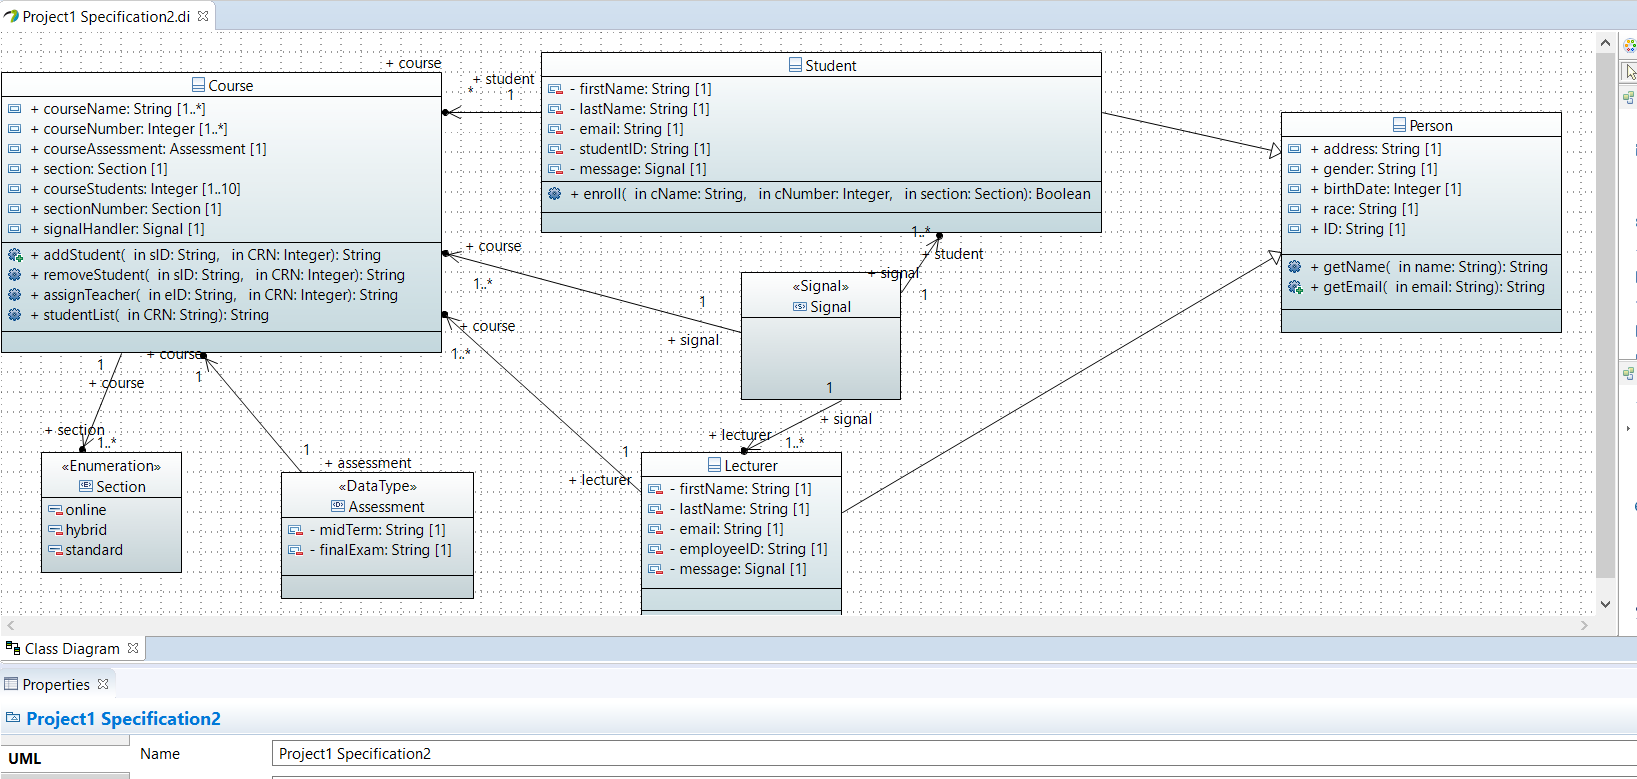 Project1 Specification2.di
Course
+ courseName: String [1..*]
+ courseNumber: Integer [1..*]
+ courseAssessment: Assessment [1]
+ section: Section [1]
+ courseStudents: Integer [1..10]
+ sectionNumber: Section [1]
+ signalHandler: Signal [1]
+ addStudent( in sID: String, in CRN: Integer): String
+ removeStudent( in sID: String, in CRN: Integer): String
+ assignTeacher( in eID: String, in CRN: Integer): String
+ studentList( in CRN: String): String
+ course
*
+ student
1
Student
- firstName: String [1]
- lastName: String [1]
- email: String [1]
- studentID: String [1]
- message: Signal [1]
+ enroll( in cName: String, in cNumber: Integer, in section: Section): Boolean
Person
+ address: String [1]
+ gender: String [1]
+ birthDate: Integer [1]
+ race: String [1]
+ ID: String [1]
+ getName( in name: String): String
+ getEmail( in email: String): String
1..*
+ student
+ signal
1
+ course
1..*
1
+ signal
«Signal»
Signal
1
+ signal
+ lecturer
1..*
+ course
1..*
1
+ lecturer
+ course
1
1
+ assessment
1
+ course
+ section
1..*
«Enumeration»
Section
online
hybrid
standard
«DataType»
Assessment
- midTerm: String [1]
- finalExam: String [1]
Lecturer
- firstName: String [1]
- lastName: String [1]
- email: String [1]
- employeeID: String [1]
- message: Signal [1]
Class Diagram
Properties
Project1 Specification2
UML
Name
Project1 Specification2